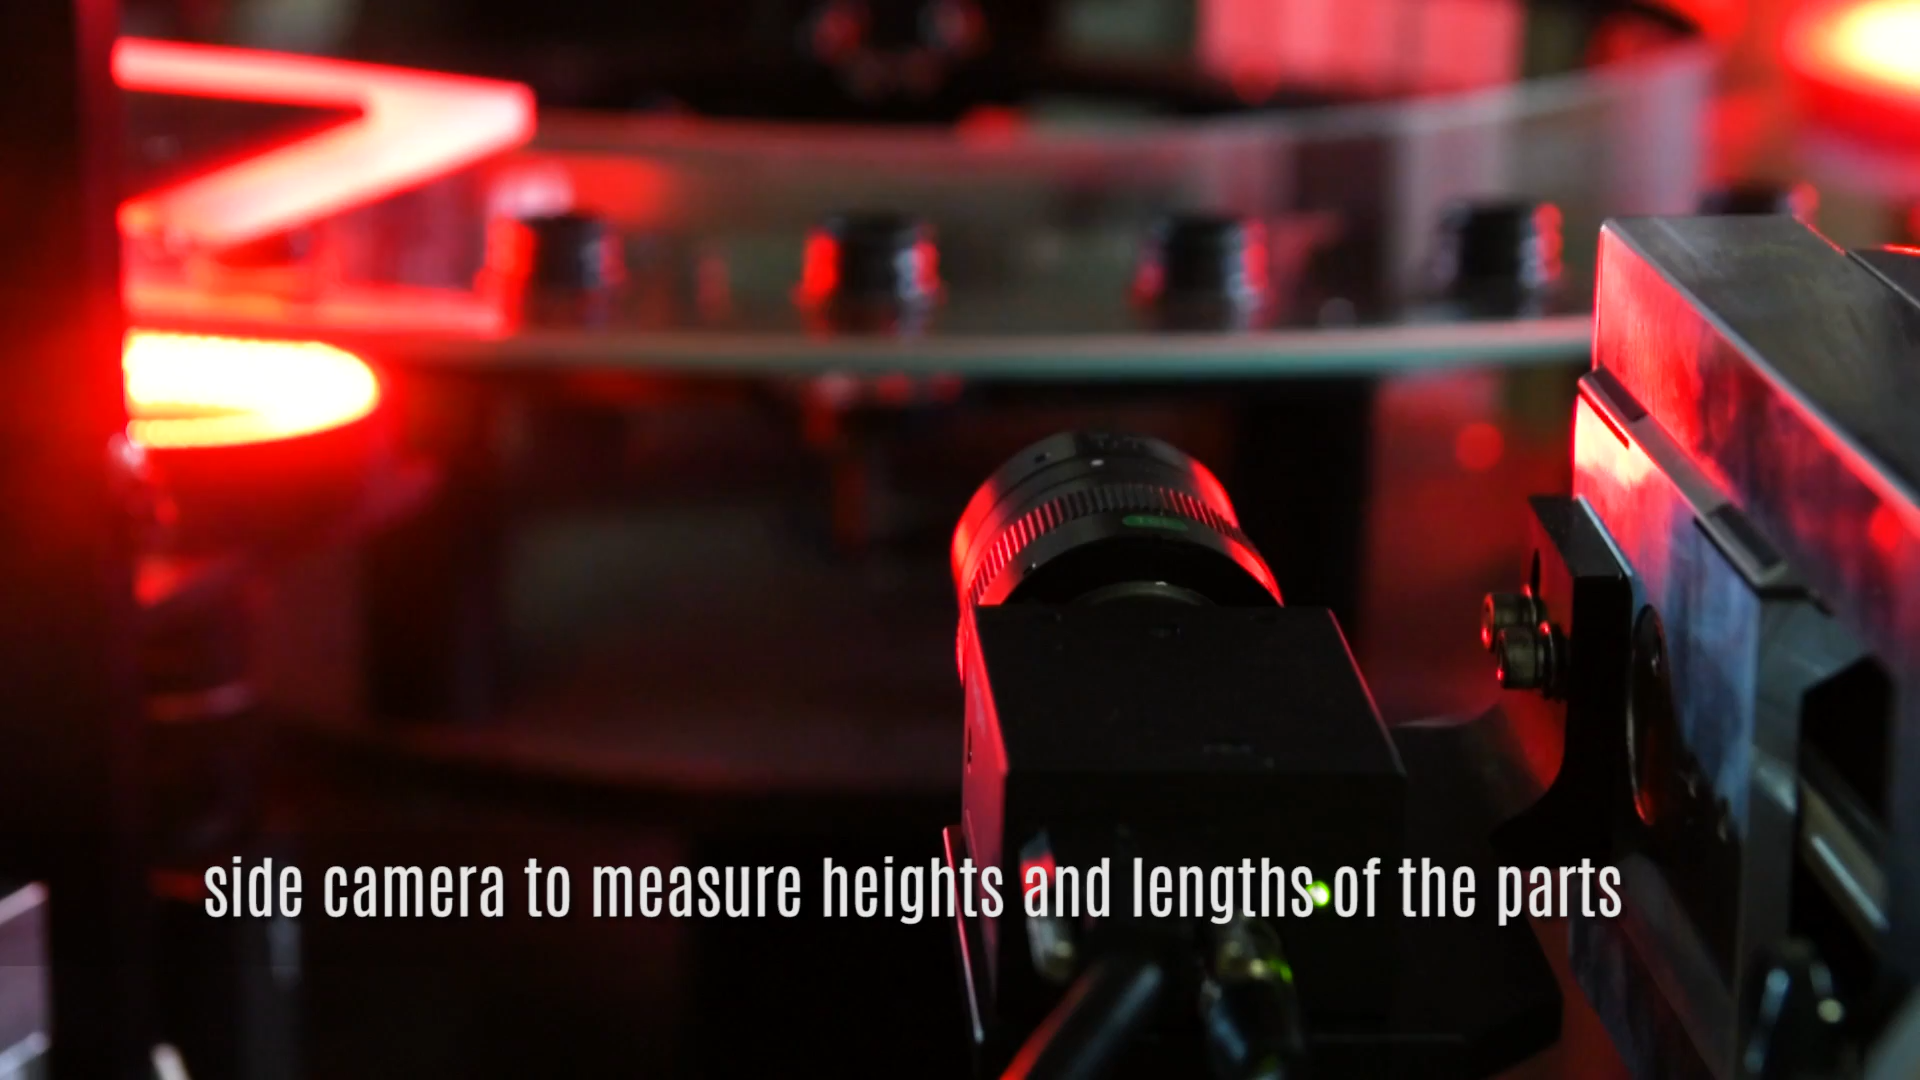 side camera to measure heights and lengths of the parts